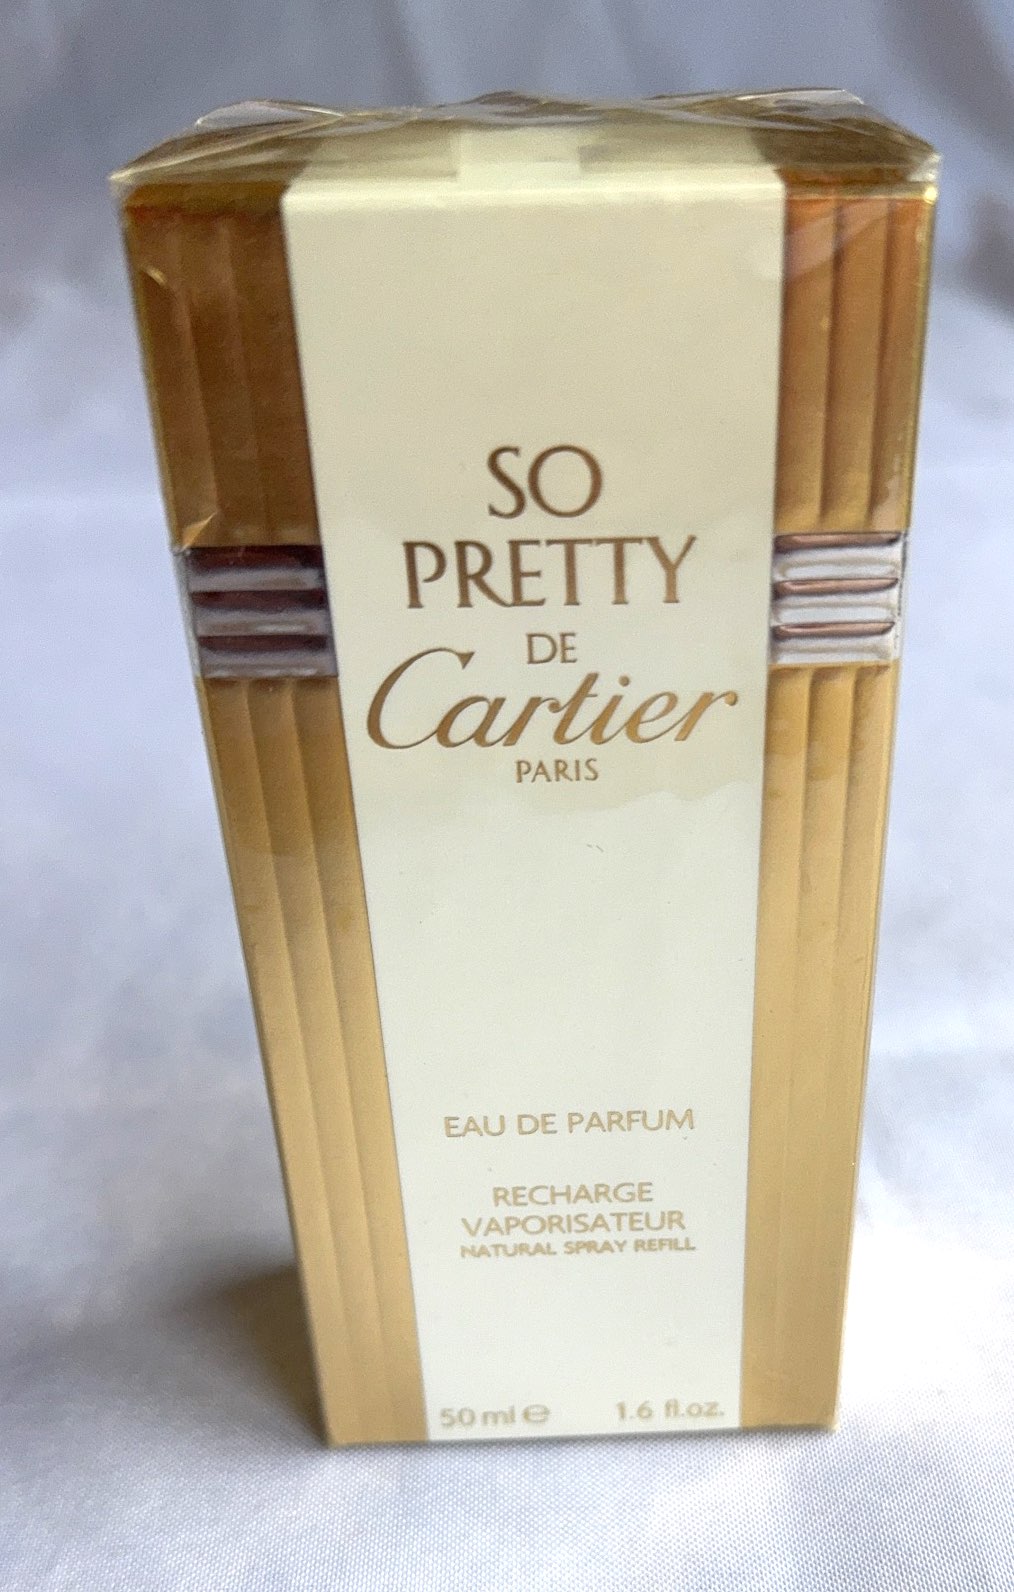 SO
PRETTY
DE
Cartier
PARIS
EAU DE PARFUM
RECHARGE
VAPORISATEUR
NATURAL SPRAY REFILL
50 ml ℮ 1.6 fl.oz.